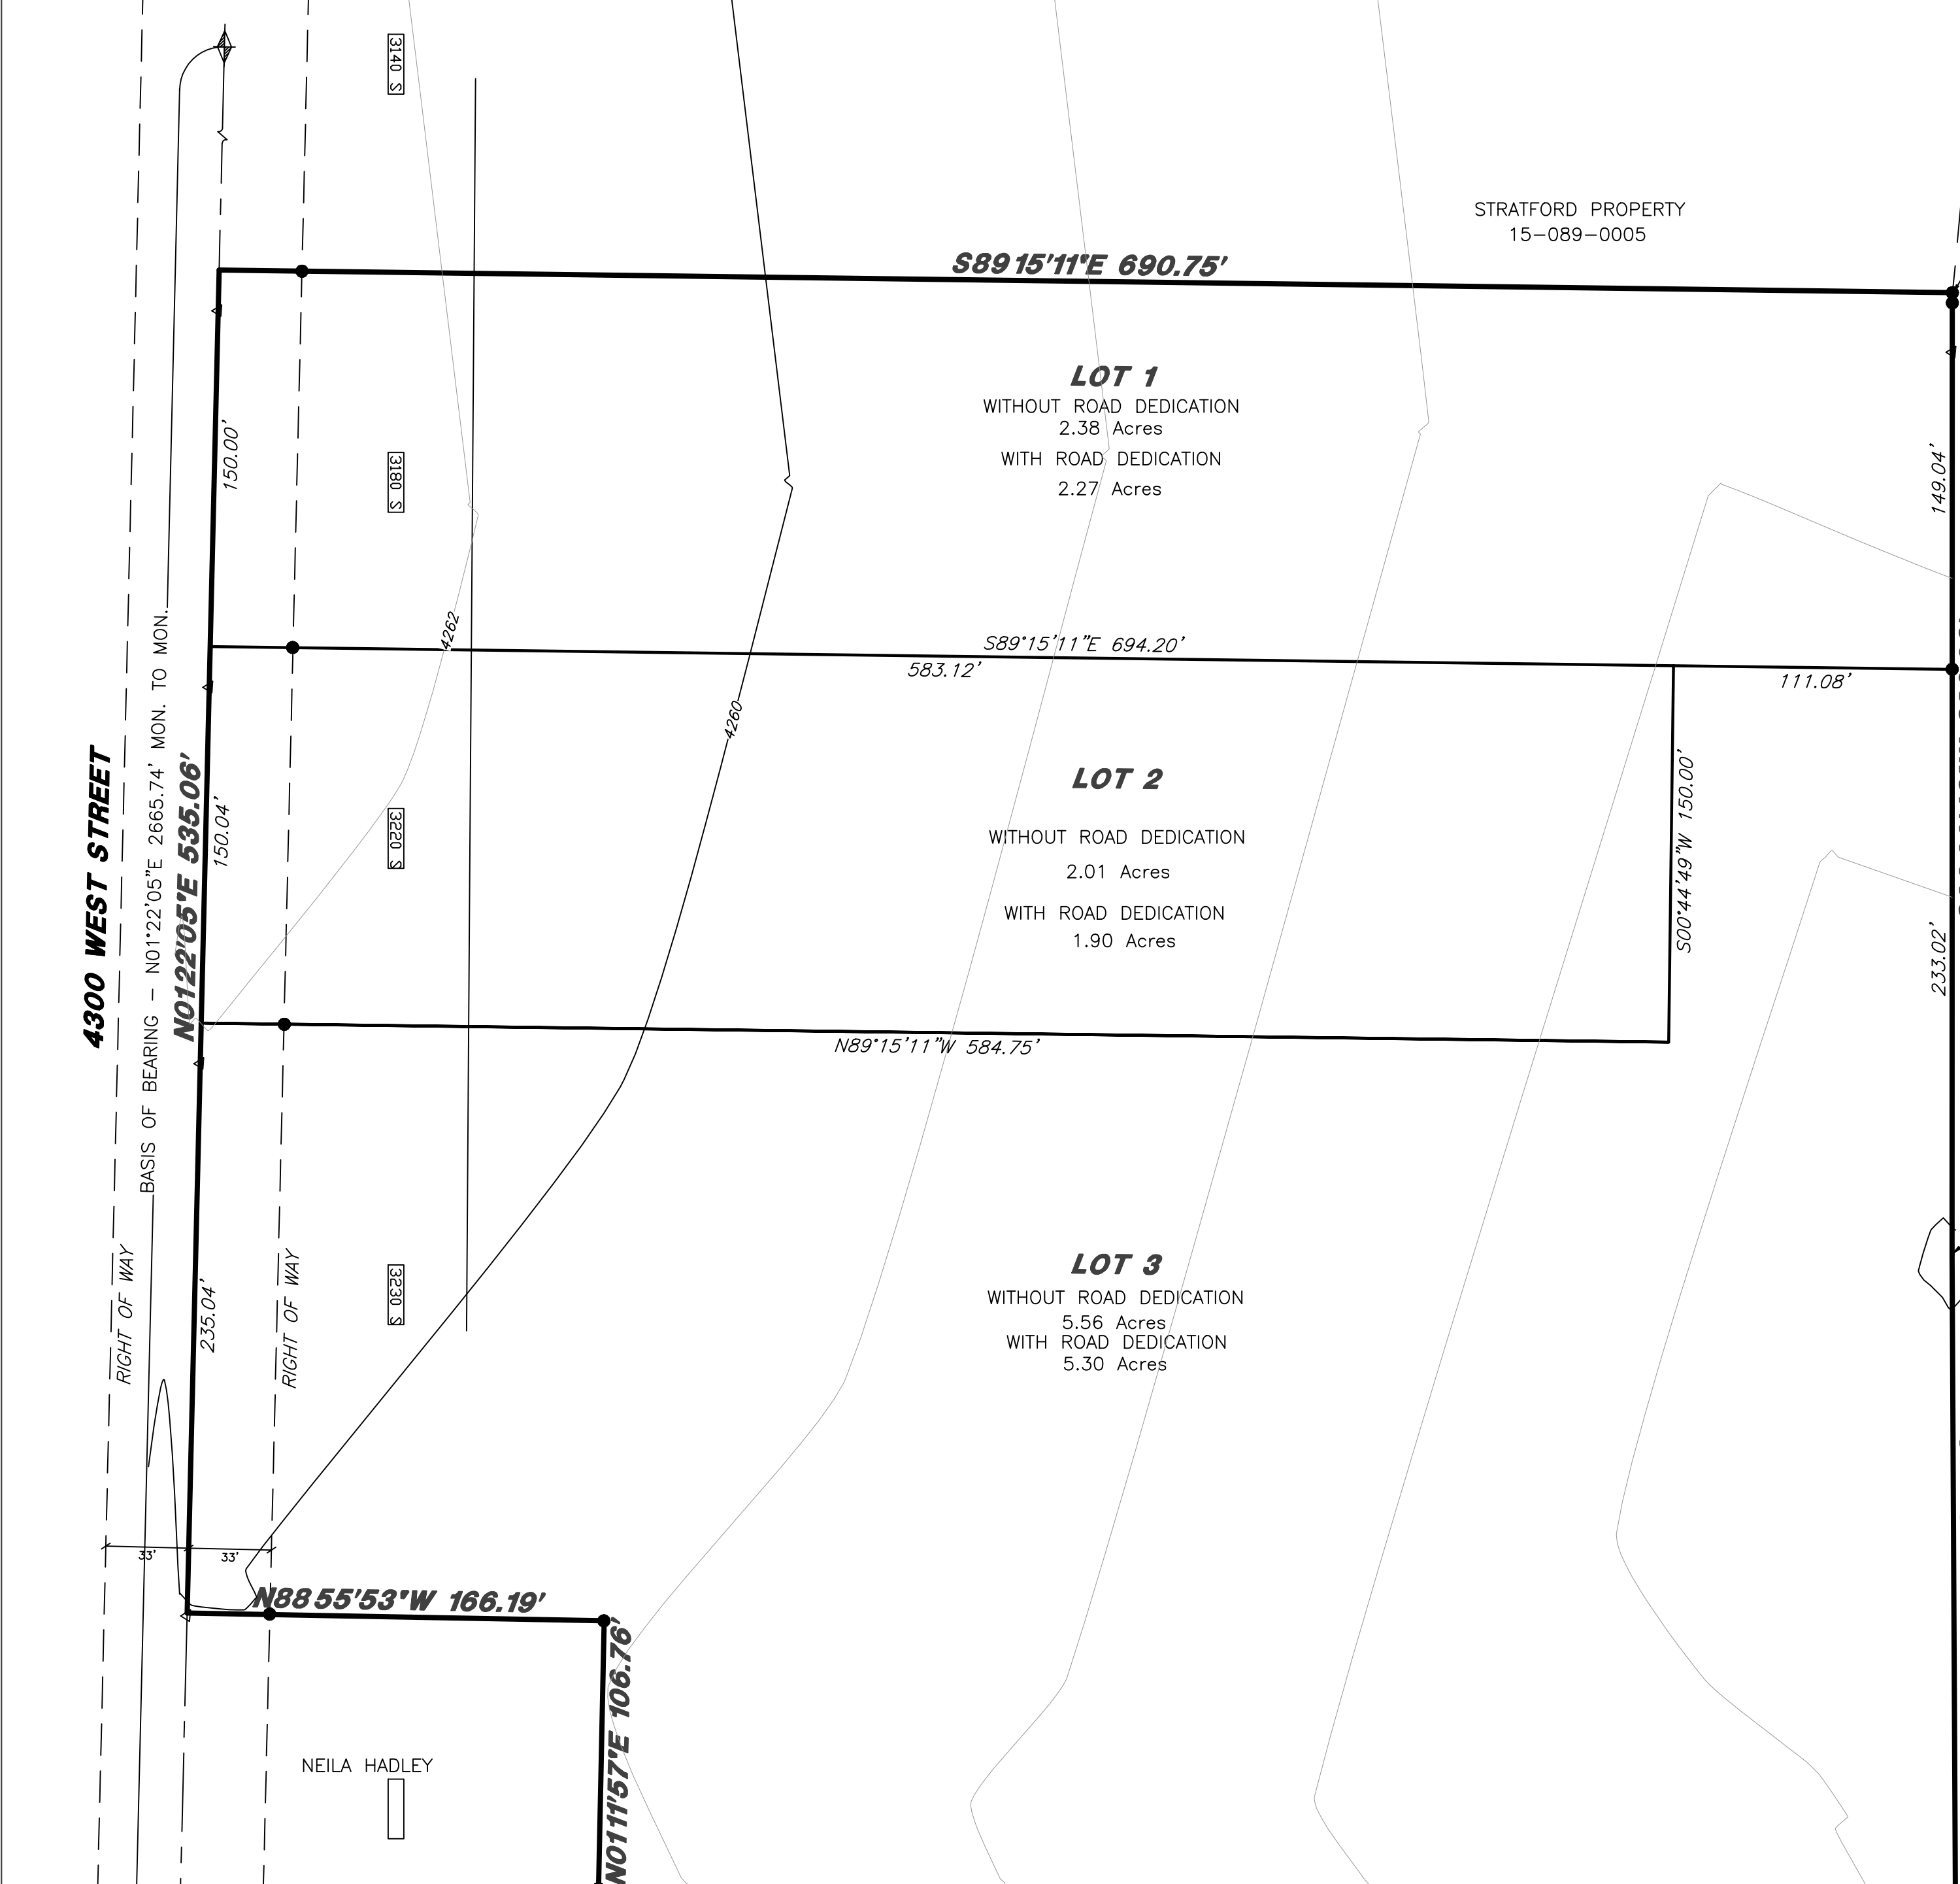 3140 S
STRATFORD PROPERTY
15-089-0005
S89 15'11"E 690.75'
LOT 1
WITHOUT ROAD DEDICATION
2.38 Acres
WITH ROAD DEDICATION
2.27 Acres
150.00'
3180 S
149.04'
4262
S89°15'11"E 694.20'
583.12'
111.08'
4260
LOT 2
WITHOUT ROAD DEDICATION
2.01 Acres
WITH ROAD DEDICATION
1.90 Acres
4300 WEST STREET
BASIS OF BEARING - N01°22'05"E 2665.74' MON. TO MON.
N01 22'05"E 535.06'
150.04'
3220 S
S00°44'49"W 150.00'
233.02'
N89°15'11"W 584.75'
LOT 3
WITHOUT ROAD DEDICATION
5.56 Acres
WITH ROAD DEDICATION
5.30 Acres
RIGHT OF WAY
235.04'
RIGHT OF WAY
3230 S
33'
33'
N88 55'53"W 166.19'
N01 11'57"E 106.76'
NEILA HADLEY